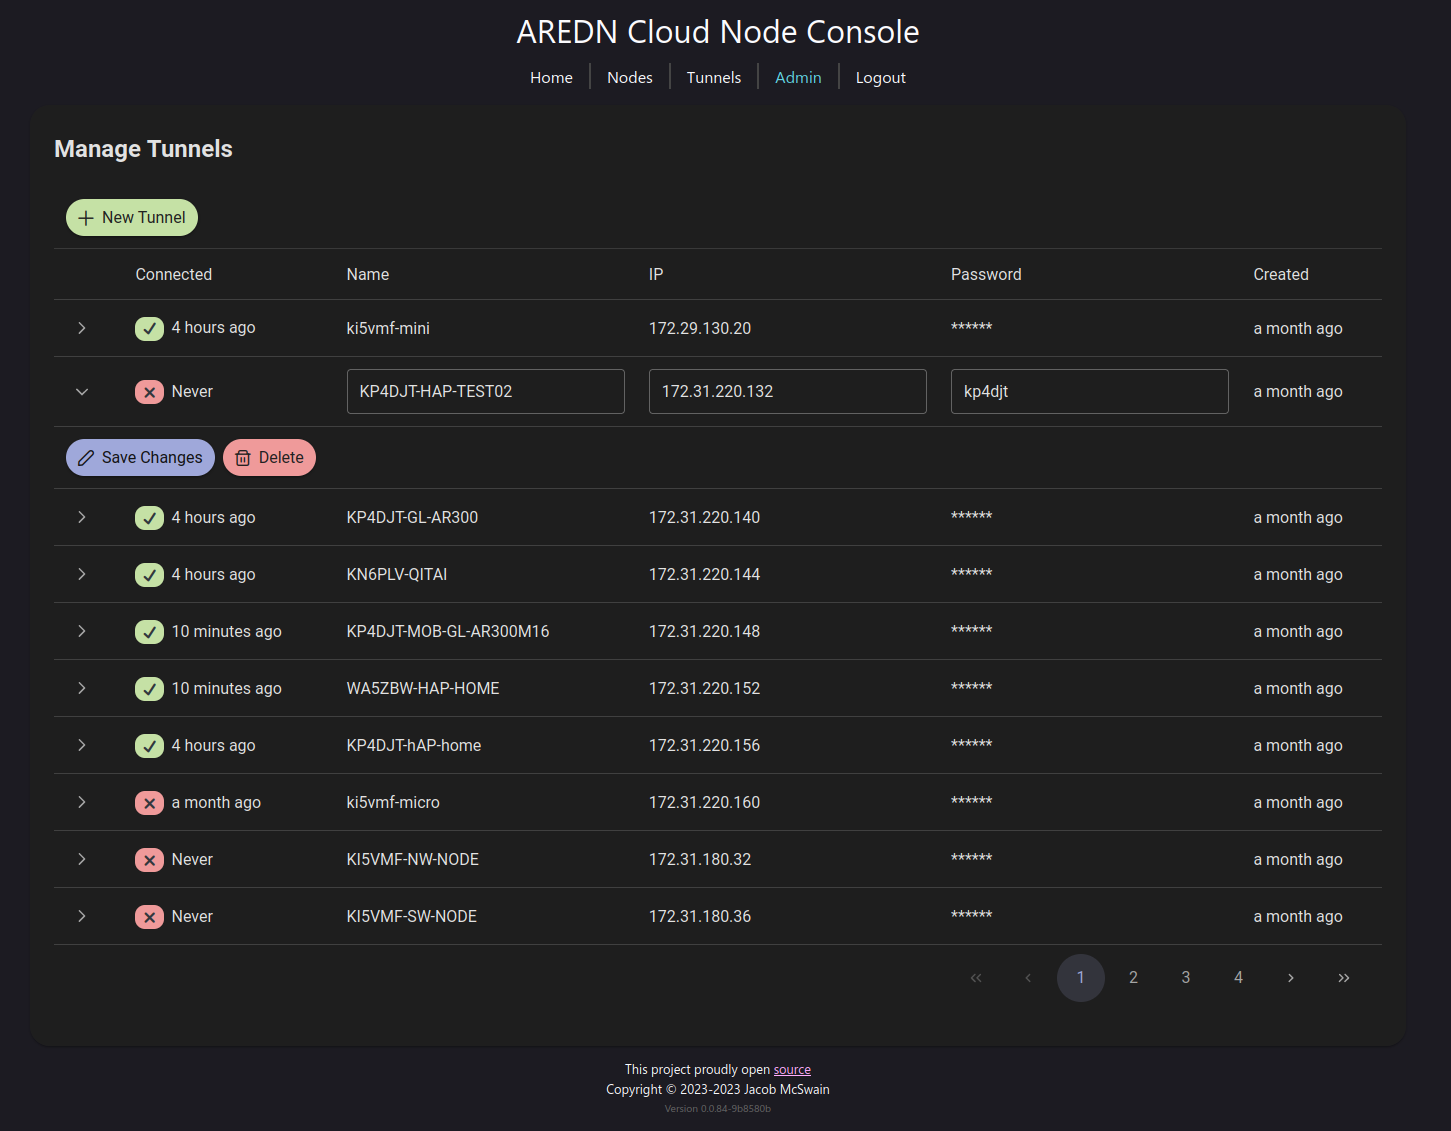 AREDN Cloud Node Console
Home Nodes Tunnels Admin Logout
Manage Tunnels
New Tunnel
Connected Name IP Password Created
4 hours ago ki5vmf-mini 172.29.130.20 ****** a month ago
Never KP4DJT-HAP-TEST02 172.31.220.132 kp4djt a month ago
Save Changes Delete
4 hours ago KP4DJT-GL-AR300 172.31.220.140 ****** a month ago
4 hours ago KN6PLV-QITAI 172.31.220.144 ****** a month ago
10 minutes ago KP4DJT-MOB-GL-AR300M16 172.31.220.148 ****** a month ago
10 minutes ago WA5ZBW-HAP-HOME 172.31.220.152 ****** a month ago
4 hours ago KP4DJT-hAP-home 172.31.220.156 ****** a month ago
a month ago ki5vmf-micro 172.31.220.160 ****** a month ago
Never KI5VMF-NW-NODE 172.31.180.32 ****** a month ago
Never KI5VMF-SW-NODE 172.31.180.36 ****** a month ago
« ‹ 1 2 3 4 › »
This project proudly open source
Copyright © 2023-2023 Jacob McSwain
Version 0.0.84-9b8580b